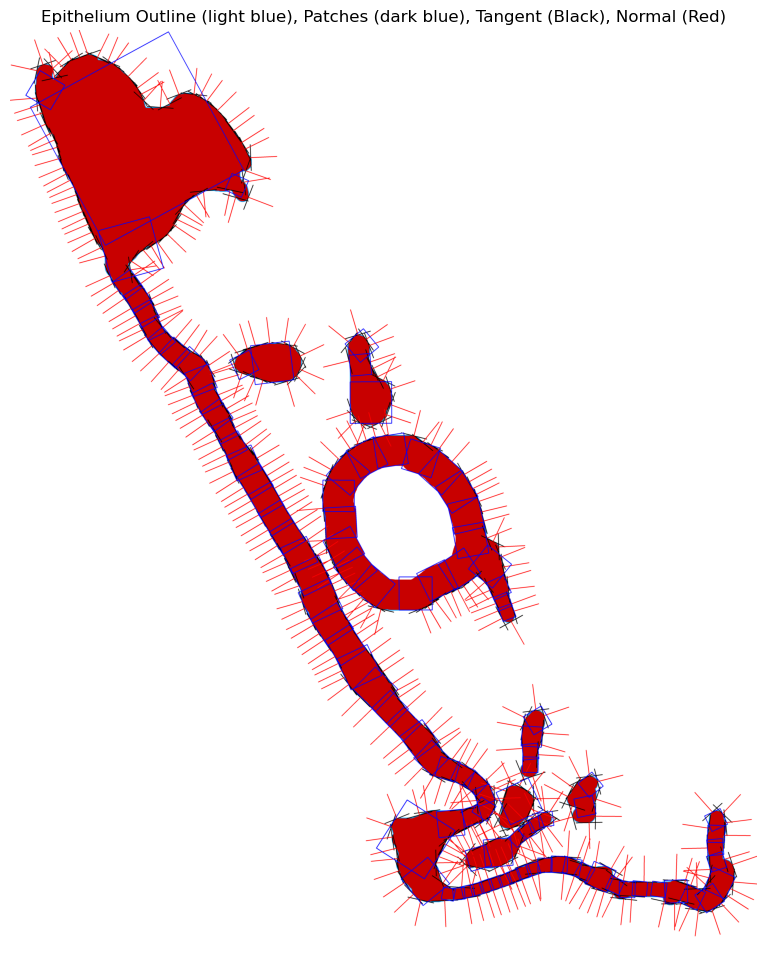 Epithelium Outline (light blue), Patches (dark blue), Tangent (Black), Normal (Red)